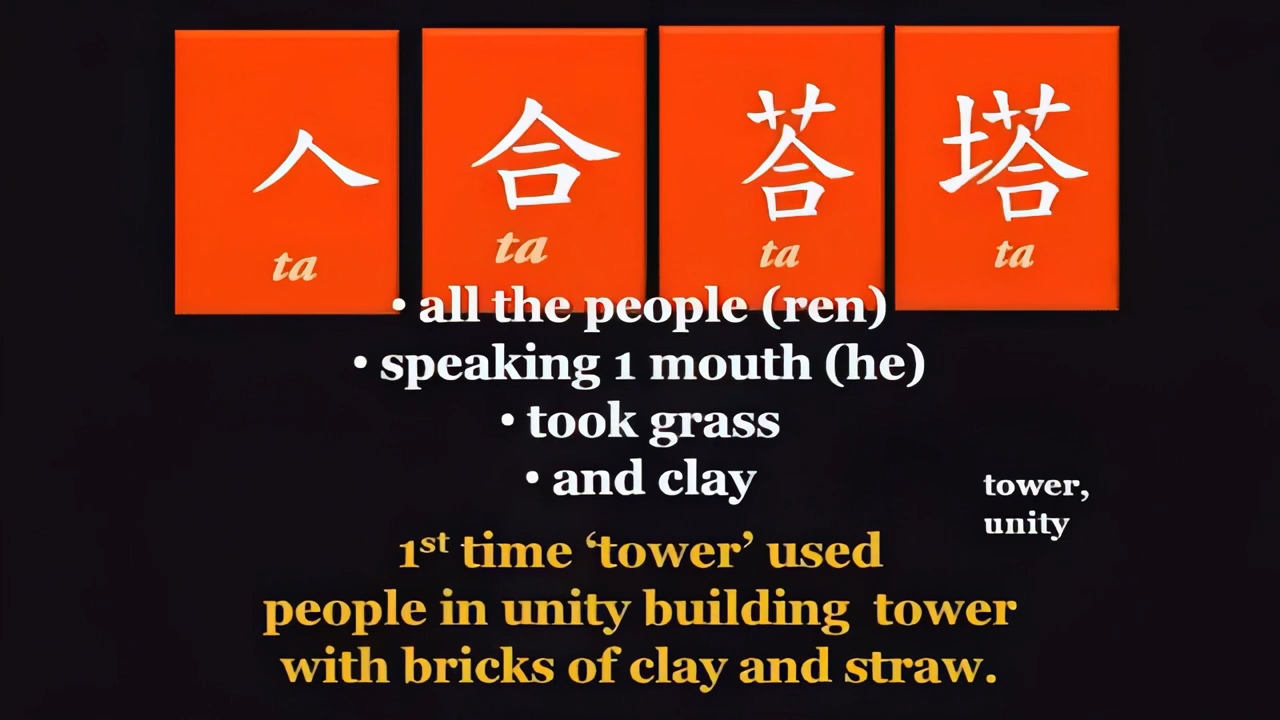 人
合
荅
塔
ta
ta
ta
ta
• all the people (ren)
• speaking 1 mouth (he)
• took grass
• and clay
tower,
unity
1st time ‘tower’ used
people in unity building tower
with bricks of clay and straw.